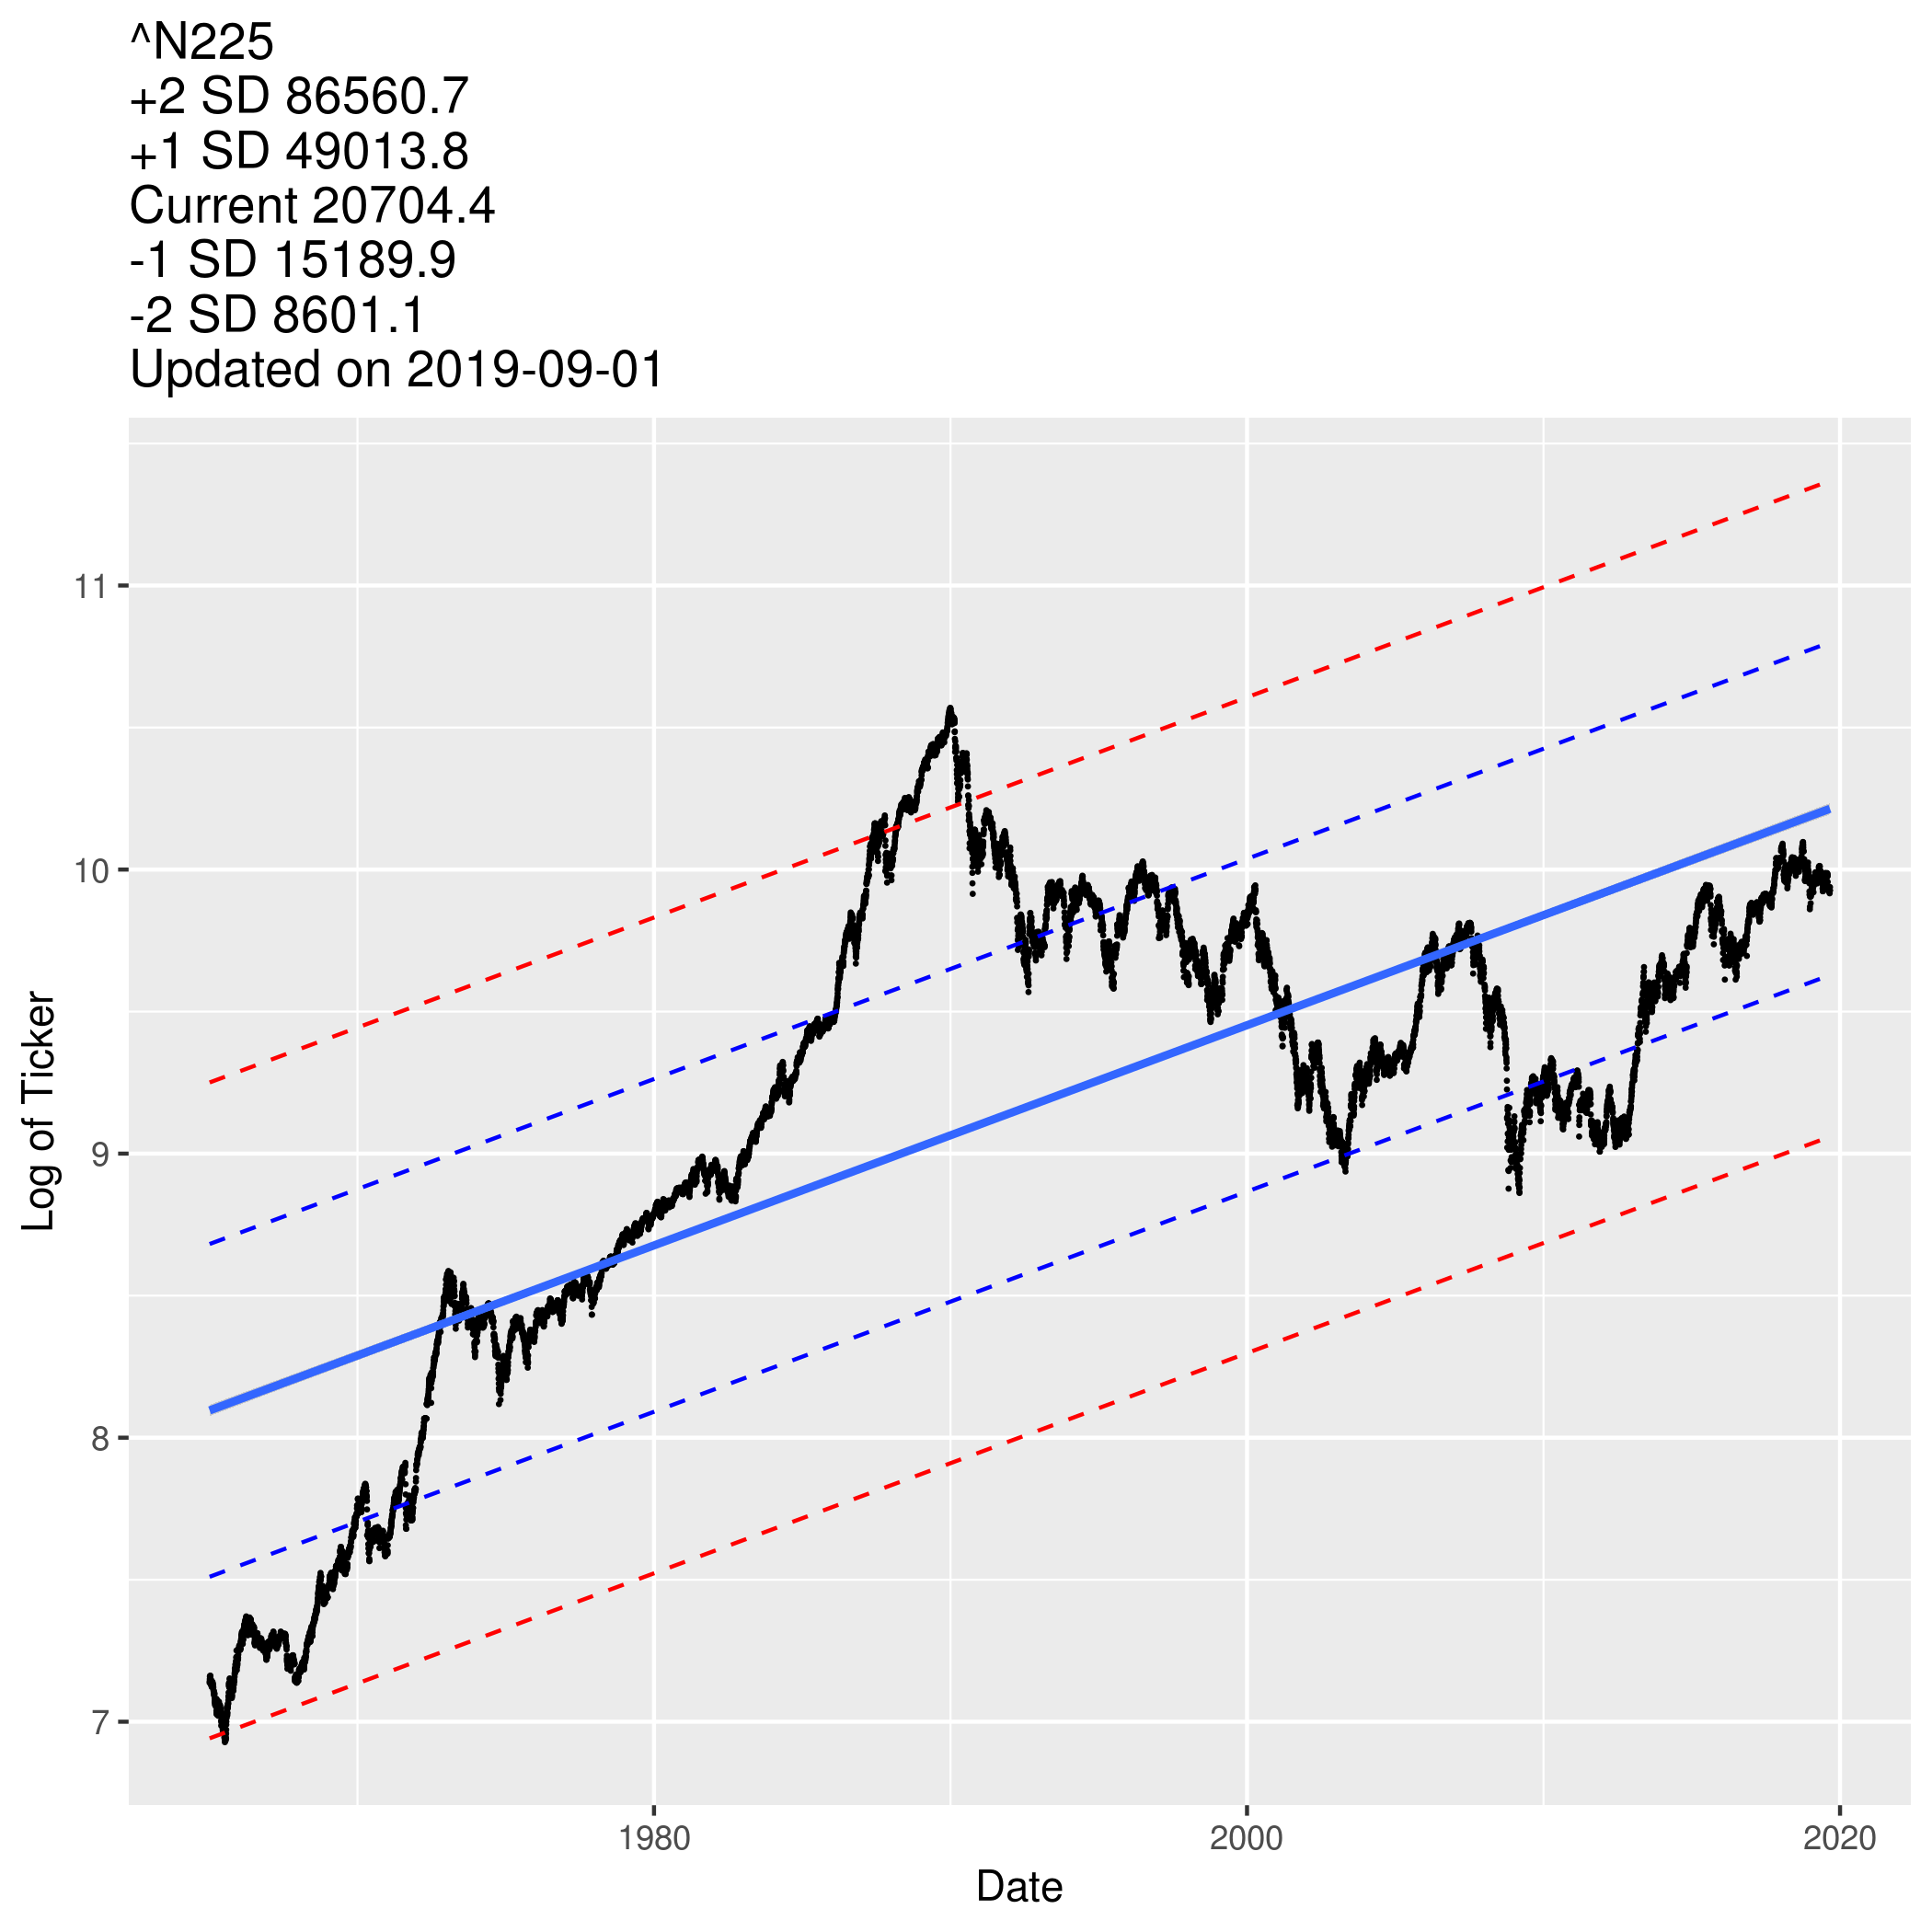 ^N225
+2 SD 86560.7
+1 SD 49013.8
Current 20704.4
-1 SD 15189.9
-2 SD 8601.1
Updated on 2019-09-01
11
10
9
8
7
Log of Ticker
1980
2000
2020
Date